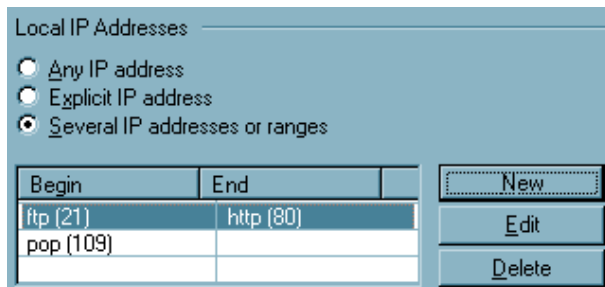 Local IP Addresses
Any IP address
Explicit IP address
Several IP addresses or ranges
Begin End
New
ftp (21) http (80)
Edit
pop (109)
Delete